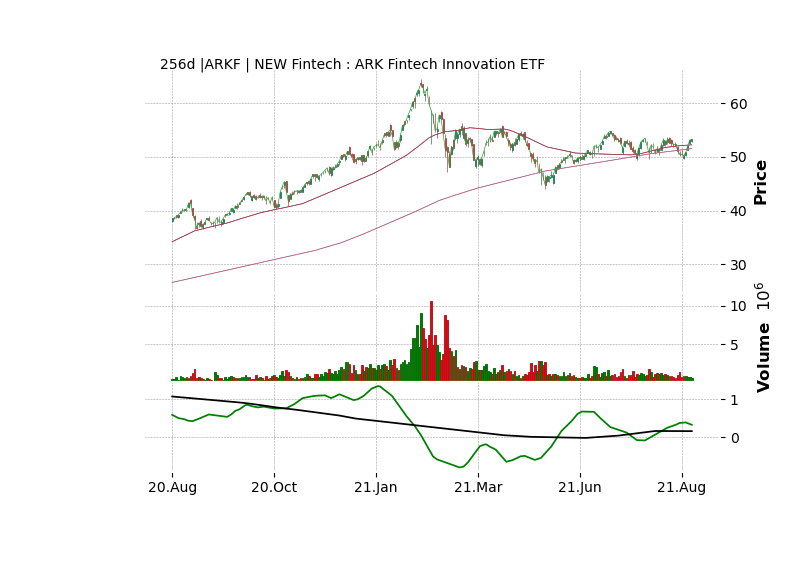 256d |ARKF | NEW Fintech : ARK Fintech Innovation ETF
60
50
40
30
Price
10
5
Volume 10^6
1
0
20.Aug 20.Oct 21.Jan 21.Mar 21.Jun 21.Aug